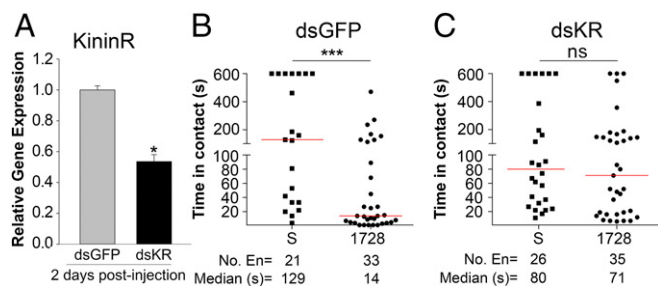 A
KininR
Relative Gene Expression
1.2
1.0
0.8
0.6
0.4
0.2
0.0
*
dsGFP dsKR
2 days post-injection
B
dsGFP
***
Time in contact (s)
600
400
200
100
80
60
40
20
S 1728
No. En= 21 33
Median (s)= 129 14
C
dsKR
ns
Time in contact (s)
600
400
200
100
80
60
40
20
S 1728
No. En= 26 35
Median (s)= 80 71